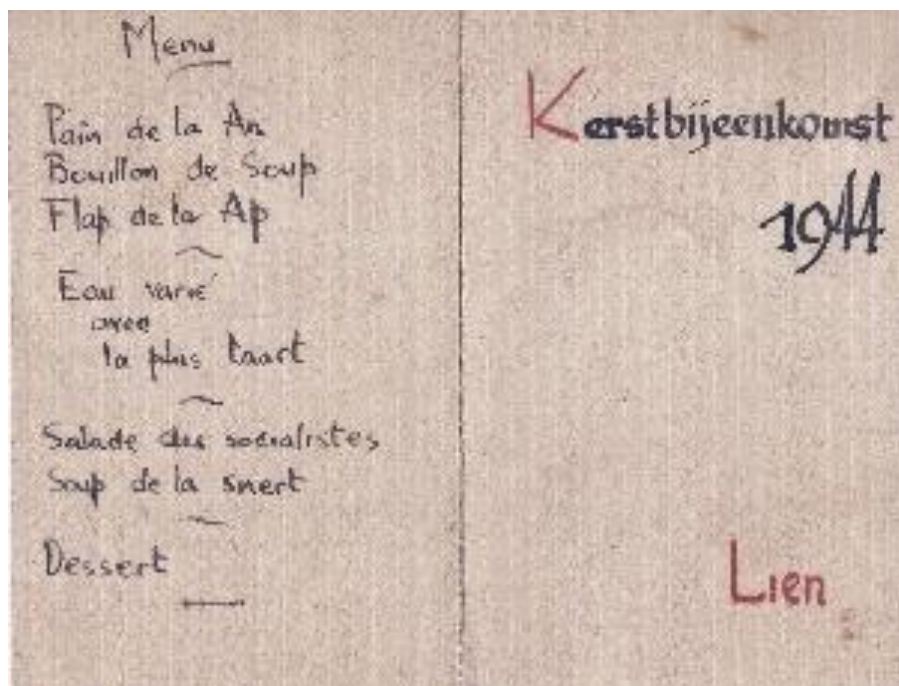 Menu
Pain de la An
Bouillon de Soup
Flap de la Ap
Eau varié
avec
la plus taart
Salade des socialistes
Soup de la snert
Dessert
Kerstbijeenkomst
1944
Lien